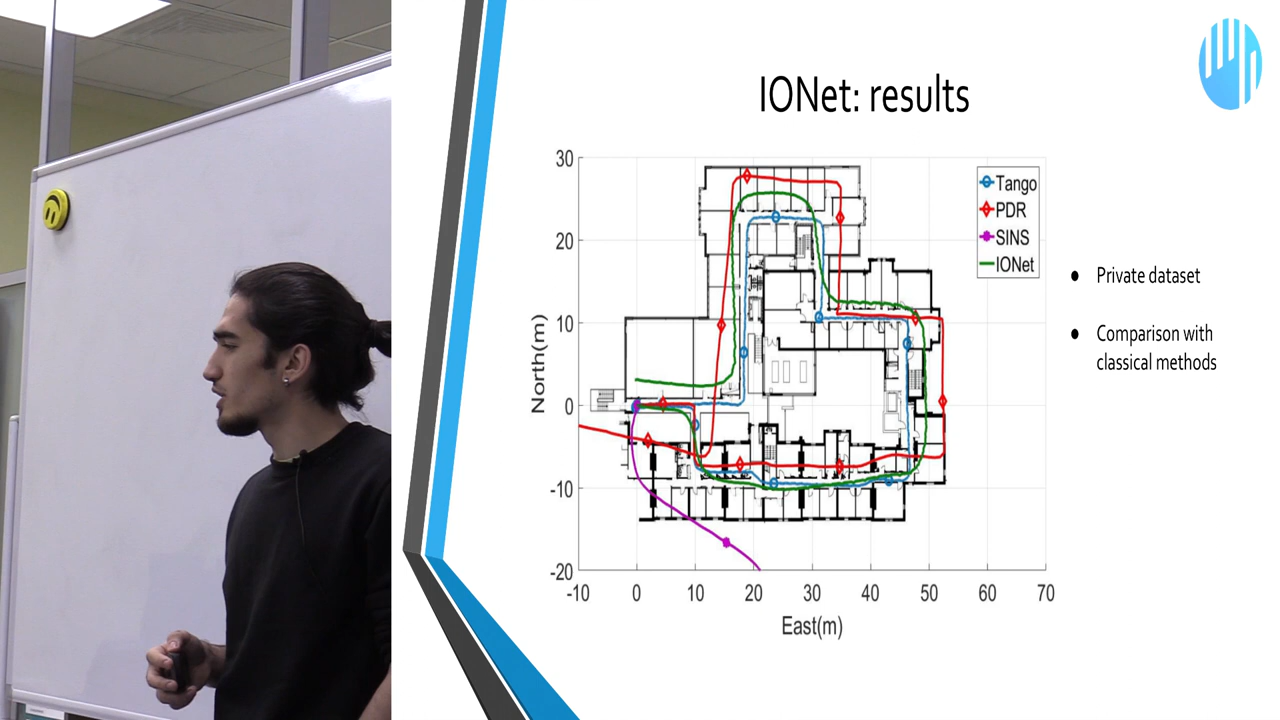 IONet: results
30
20
10
0
-10
-20
-10 0 10 20 30 40 50 60 70
North(m)
East(m)
Tango
PDR
SINS
IONet
● Private dataset
● Comparison with
classical methods